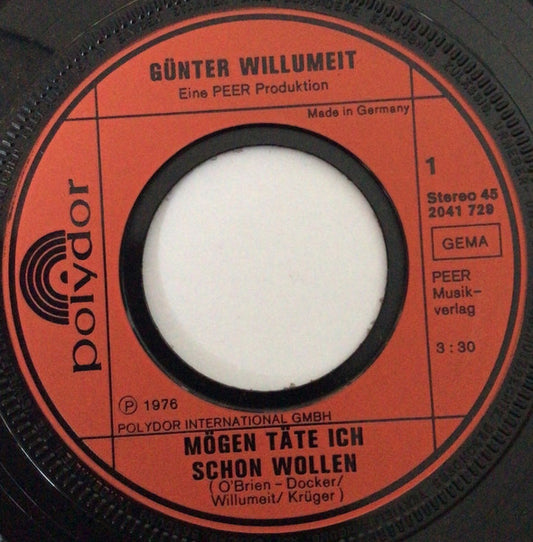 GÜNTER WILLUMEIT
Eine PEER Produktion
Made in Germany
1
Stereo 45
2041 729
GEMA
PEER
Musik-
verlag
3:30
polydor
Ⓟ 1976
POLYDOR INTERNATIONAL GMBH
MÖGEN TÄTE ICH
SCHON WOLLEN
( O'Brien - Docker/
Willumeit/ Krüger )